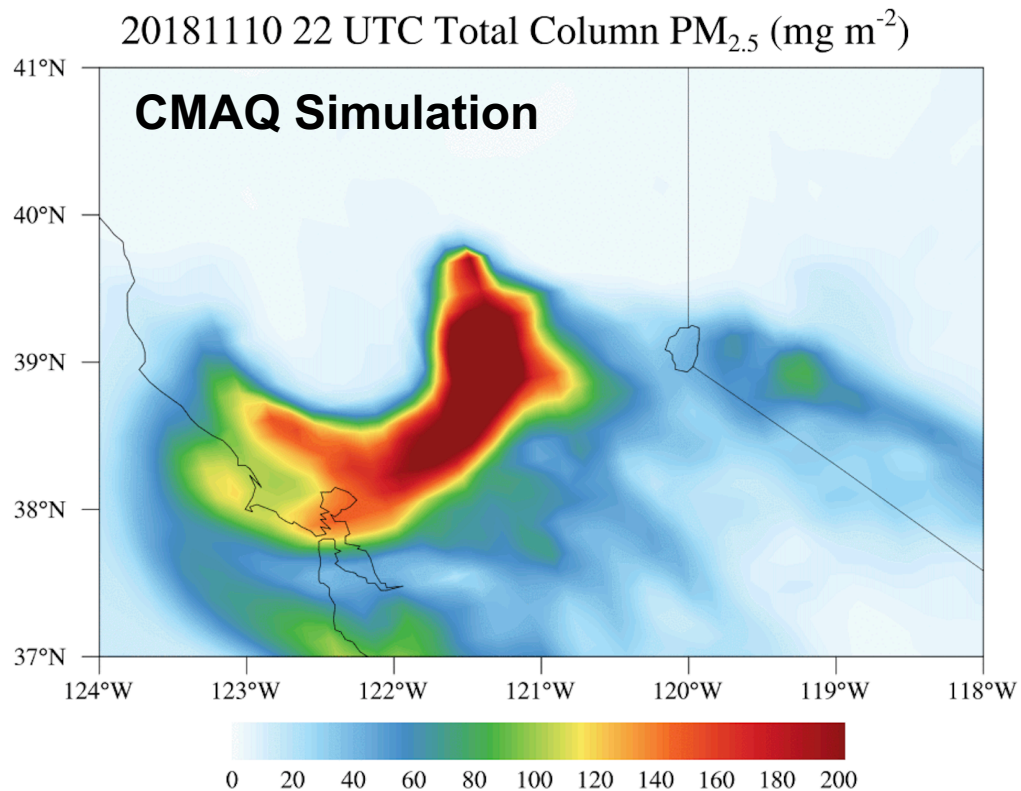 20181110 22 UTC Total Column PM₂.₅ (mg m⁻²)
CMAQ Simulation
41°N
40°N
39°N
38°N
37°N
124°W 123°W 122°W 121°W 120°W 119°W 118°W
0 20 40 60 80 100 120 140 160 180 200